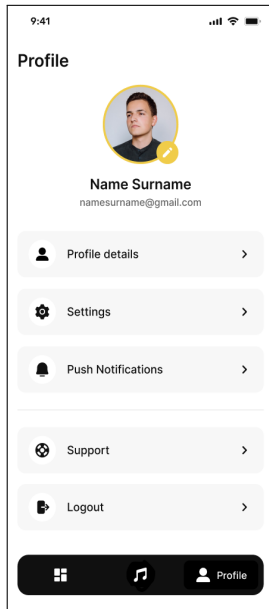 9:41
Profile
Name Surname
namesurname@gmail.com
Profile details
Settings
Push Notifications
Support
Logout
Profile